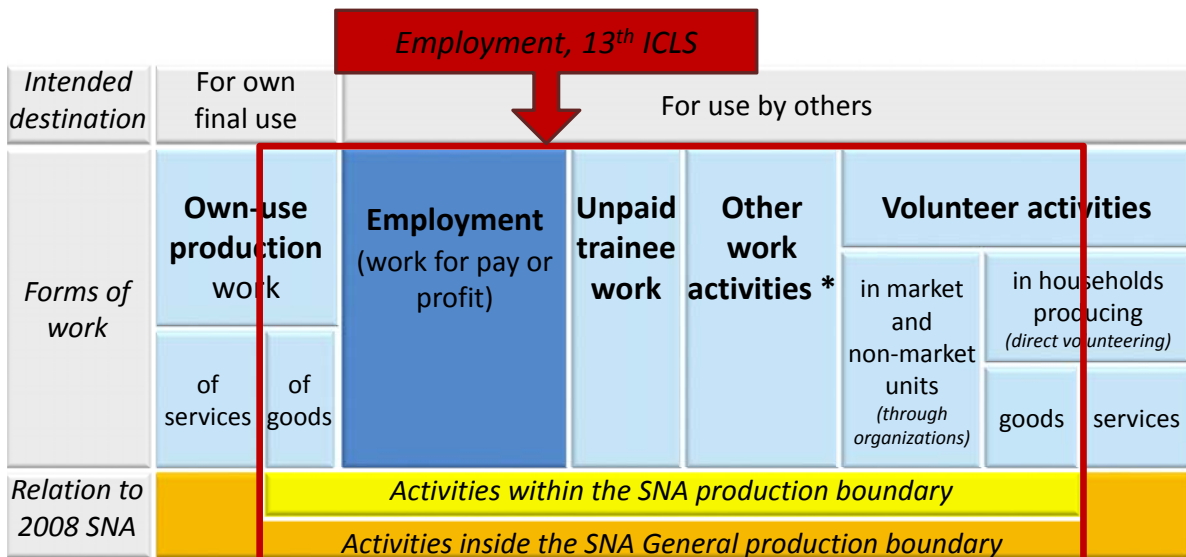 Employment, 13th ICLS
Intended
destination
For own
final use
For use by others
Forms of
work
Own-use
production
work
of
services
of
goods
Employment
(work for pay or
profit)
Unpaid
trainee
work
Other
work
activities *
Volunteer activities
in market
and
non-market
units
(through
organizations)
in households
producing
(direct volunteering)
goods
services
Relation to
2008 SNA
Activities within the SNA production boundary
Activities inside the SNA General production boundary